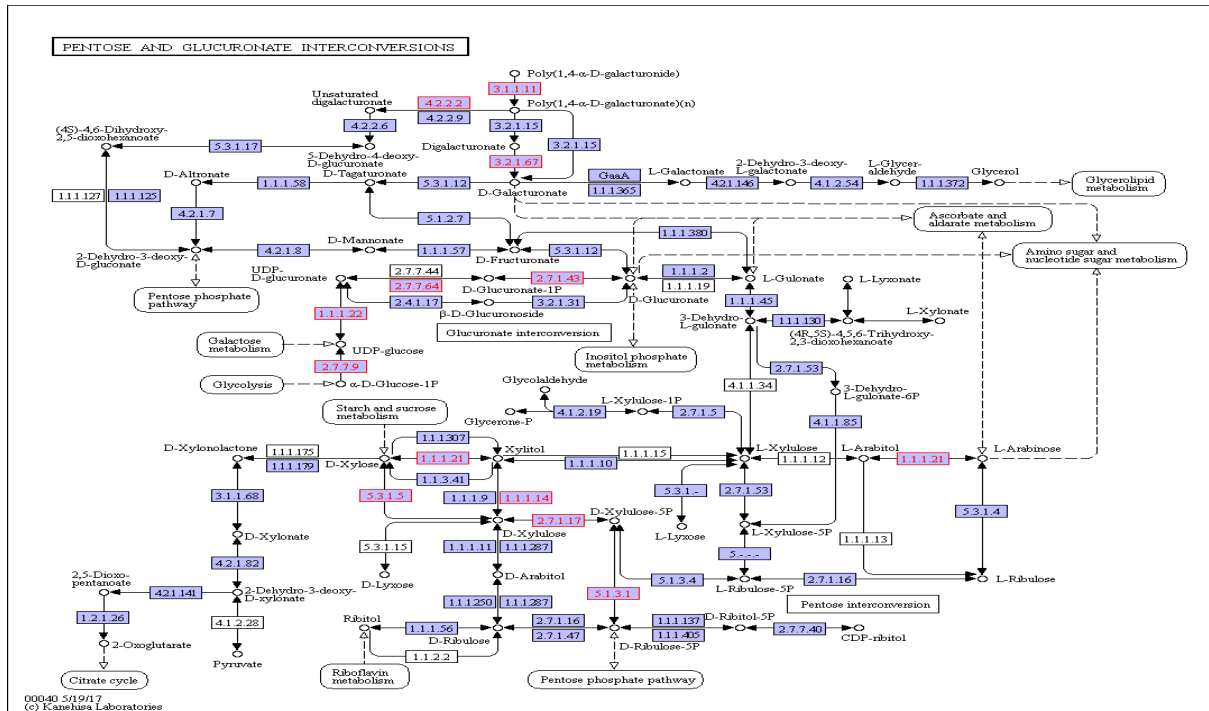 PENTOSE AND GLUCURONATE INTERCONVERSIONS
Poly(1,4-α-D-galacturonide)
3.1.1.11
Unsaturated
digalacturonate
4.2.2.2
Poly(1,4-α-D-galacturonate)(n)
4.2.2.9
(4S)-4,6-Dihydroxy-
2,5-dioxohexanoate
4.2.2.6
3.2.1.15
3.2.1.15
Digalacturonate
5.3.1.17
5-Dehydro-4-deoxy-
D-glucuronate
3.2.1.67
D-Altronate
D-Tagaturonate
GaaA
L-Galactonate
2-Dehydro-3-deoxy-
L-galactonate
L-Glycer-
aldehyde
Glycerol
1.1.1.58
5.3.1.12
D-Galacturonate
1.1.1.365
4.2.1.146
4.1.2.54
1.1.1.372
Glycerolipid
metabolism
1.1.1.127
1.1.1.125
4.2.1.7
5.1.2.7
1.1.1.380
Ascorbate and
aldarate metabolism
D-Mannonate
4.2.1.8
1.1.1.57
D-Fructuronate
5.3.1.12
Amino sugar and
nucleotide sugar metabolism
2-Dehydro-3-deoxy-
D-gluconate
UDP-
D-glucuronate
2.7.7.44
2.7.7.64
D-Glucuronate-1P
2.7.1.43
D-Glucuronate
1.1.1.2
1.1.1.19
L-Gulonate
L-Lyxonate
Pentose phosphate
pathway
2.4.1.17
β-D-Glucuronoside
3.2.1.31
1.1.1.45
1.1.1.22
Glucuronate interconversion
3-Dehydro-
L-gulonate
1.1.1.130
L-Xylonate
(4R,5S)-4,5,6-Trihydroxy-
2,3-dioxohexanoate
Galactose
metabolism
UDP-glucose
Inositol phosphate
metabolism
2.7.7.9
2.7.1.53
Glycolysis
α-D-Glucose-1P
Glycolaldehyde
4.1.1.34
3-Dehydro-
L-gulonate-6P
Starch and sucrose
metabolism
Glycerone-P
4.1.2.19
L-Xylulose-1P
2.7.1.5
4.1.1.85
D-Xylonolactone
1.1.1.175
1.1.1.179
D-Xylose
1.1.1.307
1.1.1.21
1.1.3.41
Xylitol
1.1.1.15
1.1.1.10
L-Xylulose
1.1.1.12
L-Arabitol
1.1.1.21
L-Arabinose
3.1.1.68
5.3.1.5
1.1.1.9
1.1.1.14
5.3.1.-
2.7.1.53
D-Xylulose-5P
2.7.1.17
D-Xylulose
L-Lyxose
L-Xylulose-5P
5.3.1.4
D-Xylonate
5.3.1.15
1.1.1.11
1.1.1.287
1.1.1.13
4.2.1.82
D-Lyxose
D-Arabitol
5.-.-.-
2,5-Dioxo-
pentanoate
4.2.1.141
2-Dehydro-3-deoxy-
D-xylonate
5.1.3.4
L-Ribulose-5P
2.7.1.16
L-Ribulose
1.1.1.250
1.1.1.287
5.1.3.1
Pentose interconversion
1.2.1.26
4.1.2.28
Ribitol
1.1.1.56
D-Ribulose
2.7.1.16
2.7.1.47
D-Ribulose-5P
1.1.1.137
1.1.1.405
D-Ribitol-5P
2.7.7.40
CDP-ribitol
2-Oxoglutarate
Pyruvate
1.1.2.2
Citrate cycle
Riboflavin
metabolism
Pentose phosphate pathway
00040 5/19/17
(c) Kanehisa Laboratories